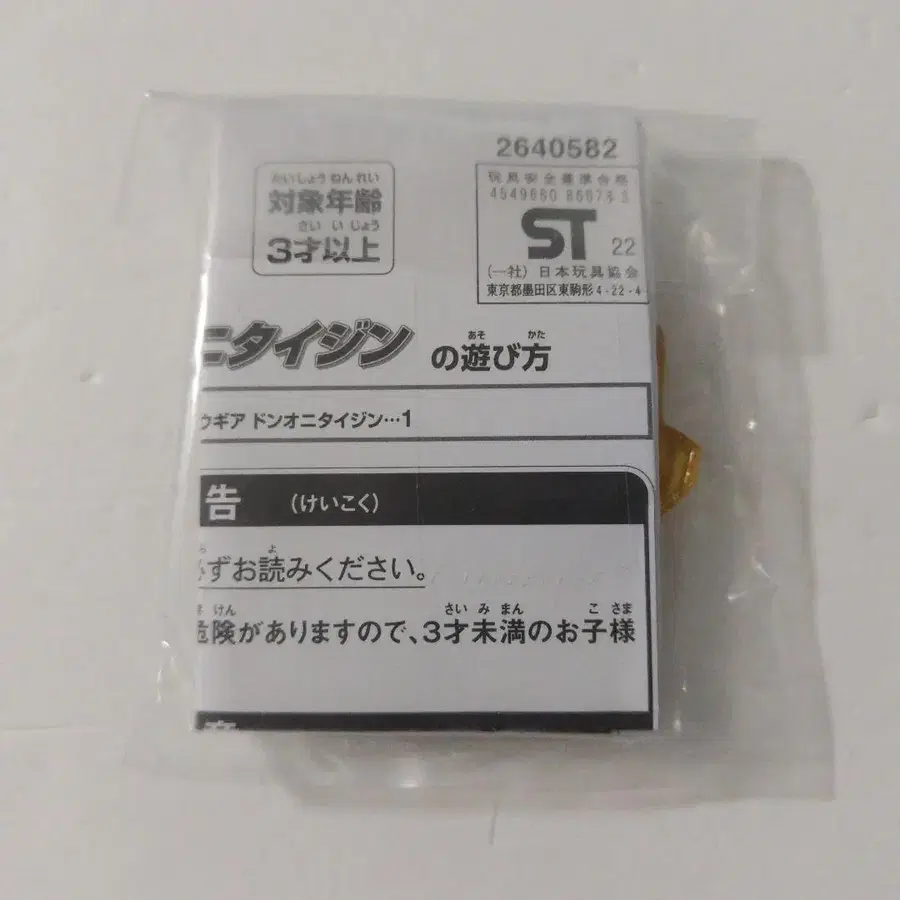 2640582
たいしょうねんれい
対象年齢
さい い じょう
3才以上
玩具安全基準合格
ST 22
(一社) 日本玩具協会
東京都墨田区東駒形4-22-4
ニタイジン の遊び方
あそ かた
ウギア ドンオニタイジン…1
告 (けいこく)
よ
ずお読みください。
けん
険がありますので、3才未満のお子様
さい み まん こ さま